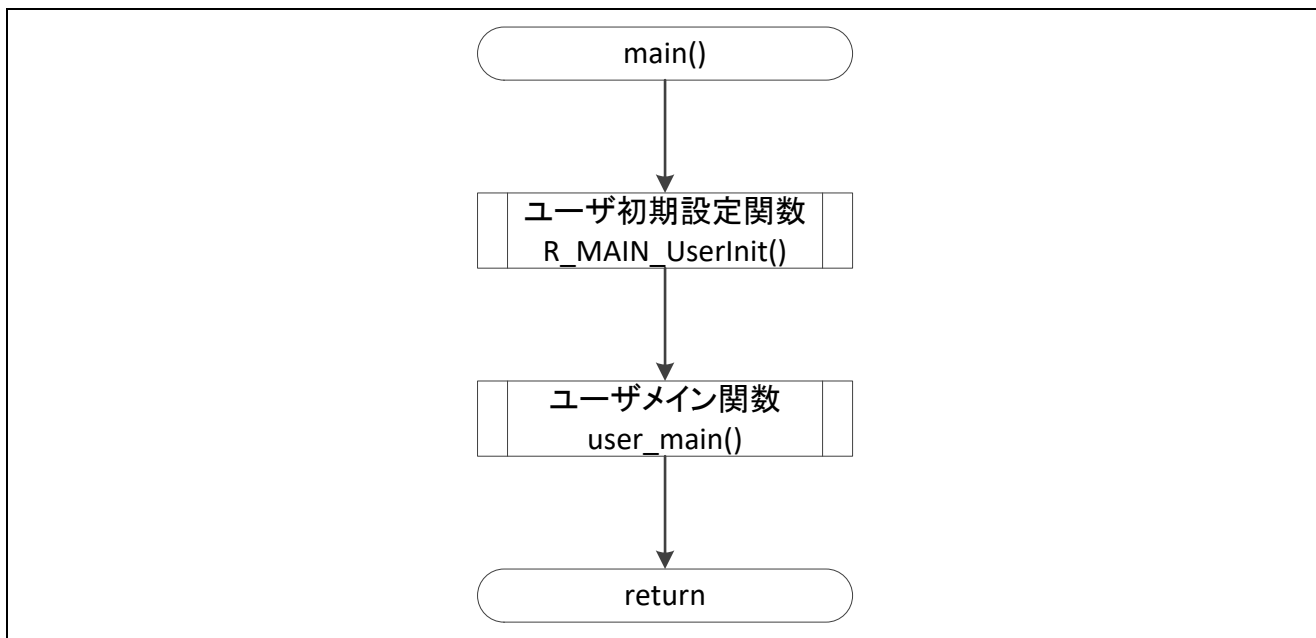 main()
ユーザ初期設定関数
R_MAIN_UserInit()
ユーザメイン関数
user_main()
return